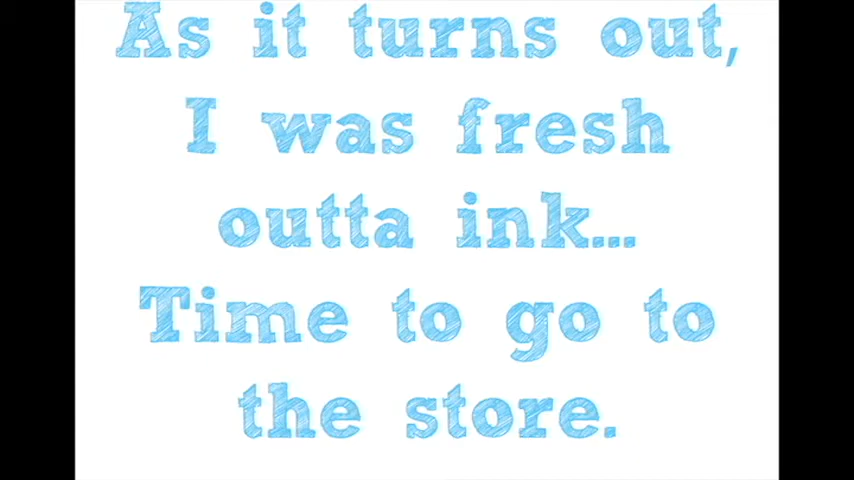 As it turns out,
I was fresh
outta ink...
Time to go to
the store.